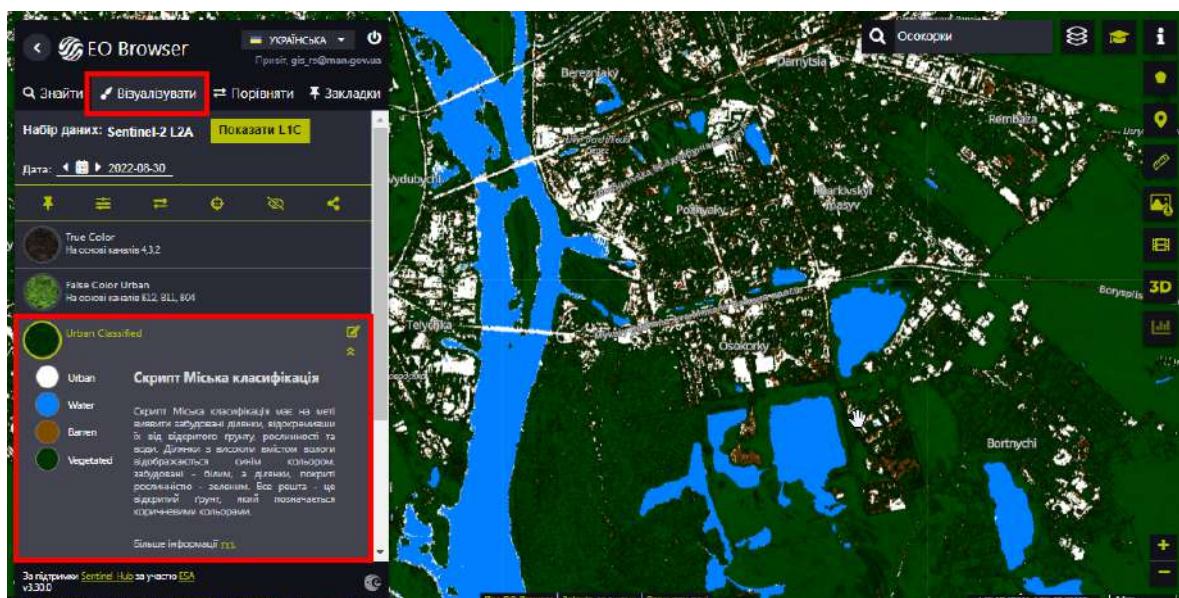 EO Browser
УКРАЇНСЬКА
Привіт, gis_rs@man.gov.ua
Знайти
Візуалізувати
Порівняти
Закладки
Набір даних: Sentinel-2 L2A
Показати L1C
Дата: 2022-08-30
True Color
На основі каналів 4,3,2
False Color Urban
На основі каналів B12, B11, B04
Urban Classified
Urban
Water
Barren
Vegetated
Скрипт Міська класифікація
Скрипт Міська класифікація має на меті
виявити забудовані ділянки, відокремивши
їх від відкритого ґрунту, рослинності та
води. Ділянки з високим вмістом вологи
відображаються синім кольором,
забудовані - білим, а ділянки, покриті
рослинністю - зеленим. Все решта - це
відкритий ґрунт, який позначається
коричневими кольорами.
Більше інформації тут.
За підтримки Sentinel Hub за участю ESA
v3.30.0
Осокорки
3D
Berezniaky
Darnytsia
Rembaza
Vydubychi
Kharkivskyi
masyv
Pozniaky
Boryspils
Telychka
Osokorky
Bortnychi